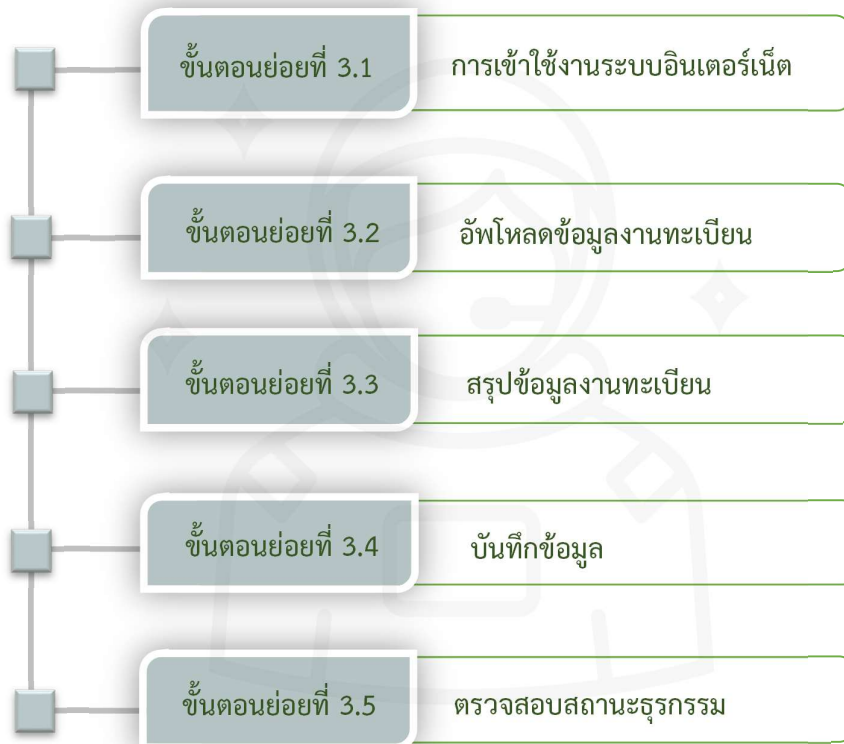 ขั้นตอนย่อยที่ 3.1 การเข้าใช้งานระบบอินเตอร์เน็ต
ขั้นตอนย่อยที่ 3.2 อัพโหลดข้อมูลงานทะเบียน
ขั้นตอนย่อยที่ 3.3 สรุปข้อมูลงานทะเบียน
ขั้นตอนย่อยที่ 3.4 บันทึกข้อมูล
ขั้นตอนย่อยที่ 3.5 ตรวจสอบสถานะธุรกรรม